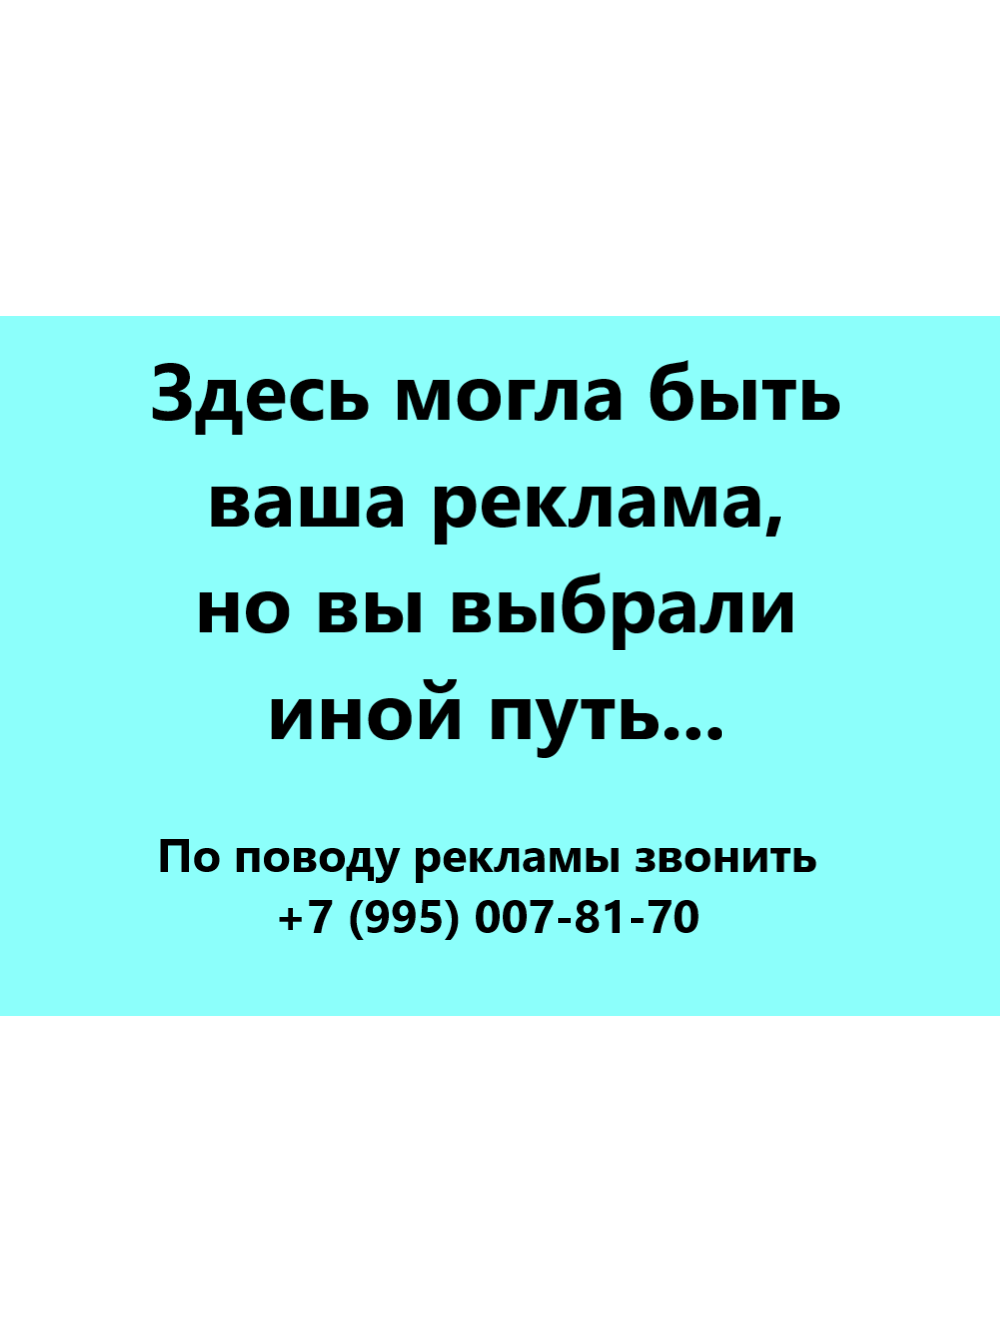 Здесь могла быть
ваша реклама,
но вы выбрали
иной путь...
По поводу рекламы звонить
+7 (995) 007-81-70